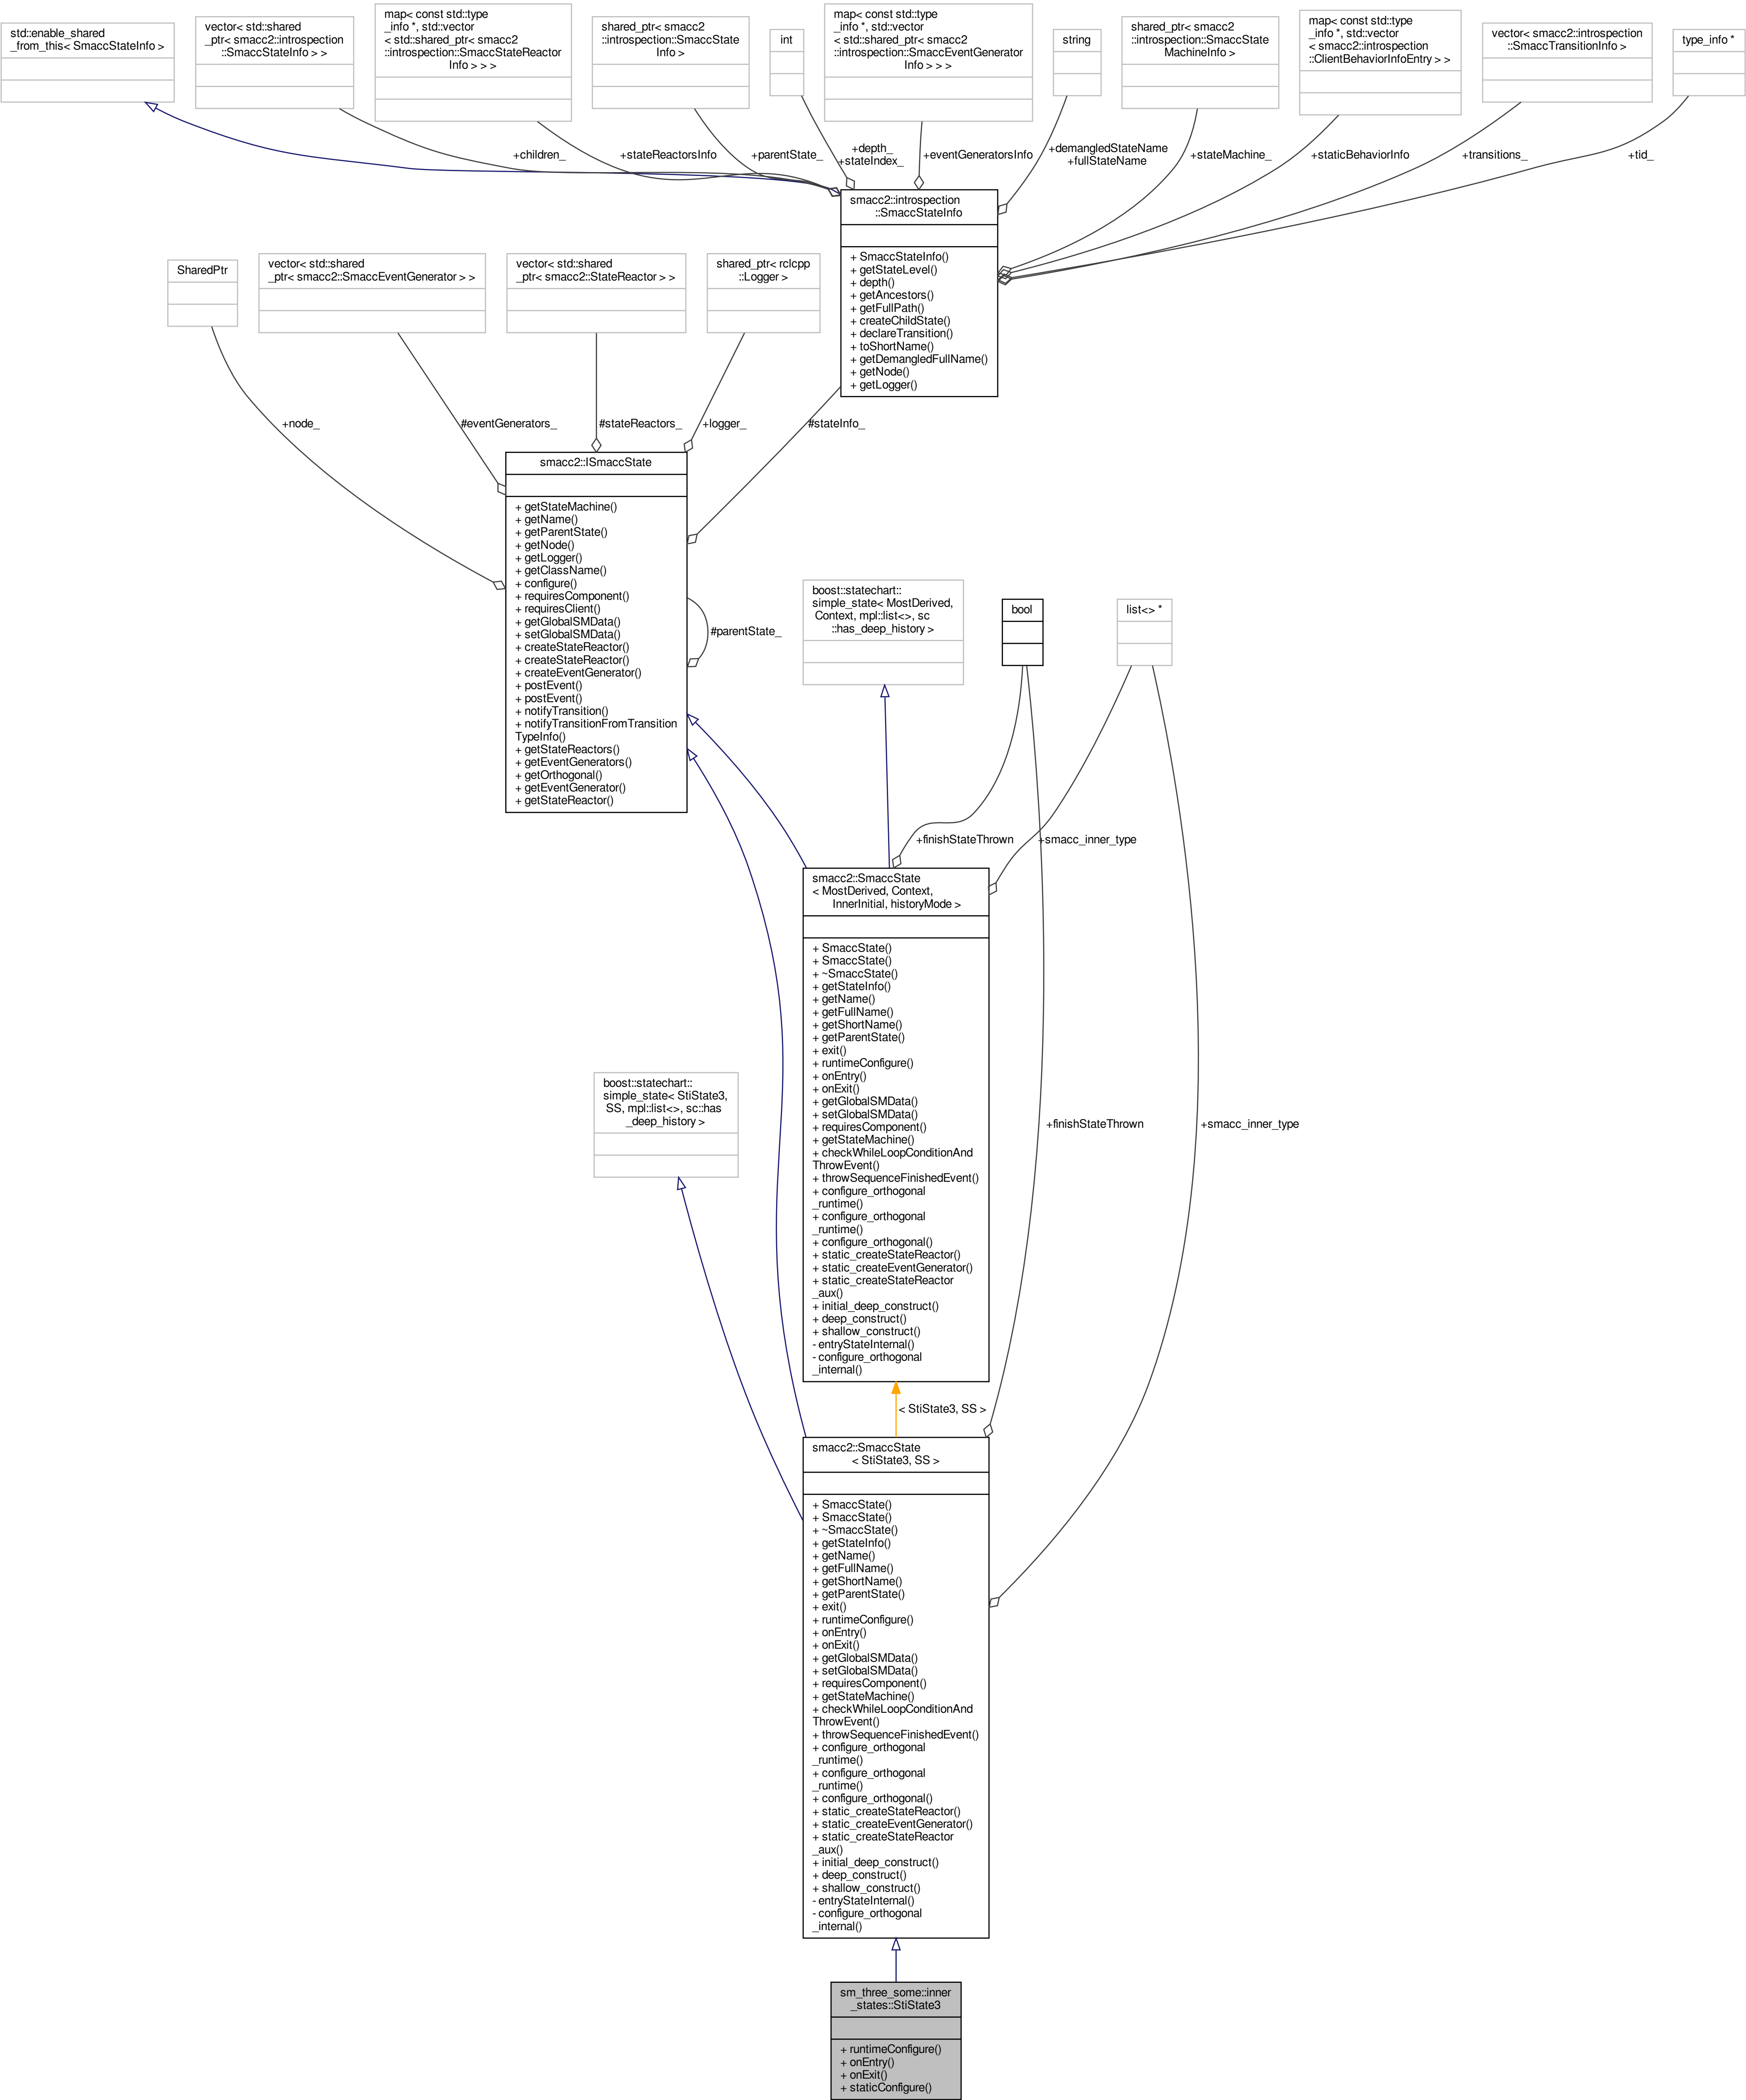 std::enable_shared
_from_this< SmaccStateInfo >
vector< std::shared
_ptr< smacc2::introspection
::SmaccStateInfo > >
map< const std::type
_info *, std::vector
< std::shared_ptr< smacc2
::introspection::SmaccStateReactor
Info > > >
shared_ptr< smacc2
::introspection::SmaccState
Info >
int
map< const std::type
_info *, std::vector
< std::shared_ptr< smacc2
::introspection::SmaccEventGenerator
Info > > >
string
shared_ptr< smacc2
::introspection::SmaccState
MachineInfo >
map< const std::type
_info *, std::vector
< smacc2::introspection
::ClientBehaviorInfoEntry > >
vector< smacc2::introspection
::SmaccTransitionInfo >
type_info *
+children_
+stateReactorsInfo
+parentState_
+depth_
+stateIndex_
+eventGeneratorsInfo
+demangledStateName
+fullStateName
+stateMachine_
+staticBehaviorInfo
+transitions_
+tid_
smacc2::introspection
::SmaccStateInfo
+ SmaccStateInfo()
+ getStateLevel()
+ depth()
+ getAncestors()
+ getFullPath()
+ createChildState()
+ declareTransition()
+ toShortName()
+ getDemangledFullName()
+ getNode()
+ getLogger()
SharedPtr
vector< std::shared
_ptr< smacc2::SmaccEventGenerator > >
vector< std::shared
_ptr< smacc2::StateReactor > >
shared_ptr< rclcpp
::Logger >
+node_
#eventGenerators_
#stateReactors_
+logger_
#stateInfo_
smacc2::ISmaccState
+ getStateMachine()
+ getName()
+ getParentState()
+ getNode()
+ getLogger()
+ getClassName()
+ configure()
+ requiresComponent()
+ requiresClient()
+ getGlobalSMData()
+ setGlobalSMData()
+ createStateReactor()
+ createStateReactor()
+ createEventGenerator()
+ postEvent()
+ postEvent()
+ notifyTransition()
+ notifyTransitionFromTransition
TypeInfo()
+ getStateReactors()
+ getEventGenerators()
+ getOrthogonal()
+ getEventGenerator()
+ getStateReactor()
#parentState_
boost::statechart::
simple_state< MostDerived,
Context, mpl::list<>, sc
::has_deep_history >
bool
list<> *
+finishStateThrown
+smacc_inner_type
smacc2::SmaccState
< MostDerived, Context,
InnerInitial, historyMode >
+ SmaccState()
+ SmaccState()
+ ~SmaccState()
+ getStateInfo()
+ getName()
+ getFullName()
+ getShortName()
+ getParentState()
+ exit()
+ runtimeConfigure()
+ onEntry()
+ onExit()
+ getGlobalSMData()
+ setGlobalSMData()
+ requiresComponent()
+ getStateMachine()
+ checkWhileLoopConditionAnd
ThrowEvent()
+ throwSequenceFinishedEvent()
+ configure_orthogonal
_runtime()
+ configure_orthogonal
_runtime()
+ configure_orthogonal()
+ static_createStateReactor()
+ static_createEventGenerator()
+ static_createStateReactor
_aux()
+ initial_deep_construct()
+ deep_construct()
+ shallow_construct()
- entryStateInternal()
- configure_orthogonal
_internal()
boost::statechart::
simple_state< StiState3,
SS, mpl::list<>, sc::has
_deep_history >
+finishStateThrown
+smacc_inner_type
< StiState3, SS >
smacc2::SmaccState
< StiState3, SS >
+ SmaccState()
+ SmaccState()
+ ~SmaccState()
+ getStateInfo()
+ getName()
+ getFullName()
+ getShortName()
+ getParentState()
+ exit()
+ runtimeConfigure()
+ onEntry()
+ onExit()
+ getGlobalSMData()
+ setGlobalSMData()
+ requiresComponent()
+ getStateMachine()
+ checkWhileLoopConditionAnd
ThrowEvent()
+ throwSequenceFinishedEvent()
+ configure_orthogonal
_runtime()
+ configure_orthogonal
_runtime()
+ configure_orthogonal()
+ static_createStateReactor()
+ static_createEventGenerator()
+ static_createStateReactor
_aux()
+ initial_deep_construct()
+ deep_construct()
+ shallow_construct()
- entryStateInternal()
- configure_orthogonal
_internal()
sm_three_some::inner
_states::StiState3
+ runtimeConfigure()
+ onEntry()
+ onExit()
+ staticConfigure()